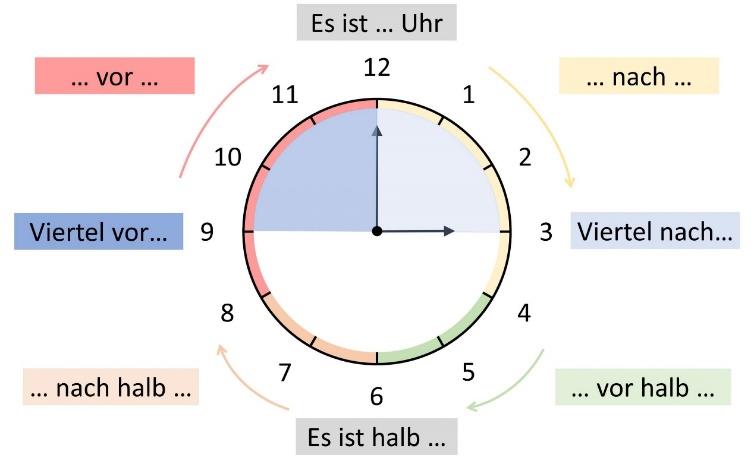 Es ist ... Uhr
... vor ...
... nach ...
12
11
1
10
2
Viertel vor...
9
3
Viertel nach...
8
4
7
5
... nach halb ...
6
... vor halb ...
Es ist halb ...